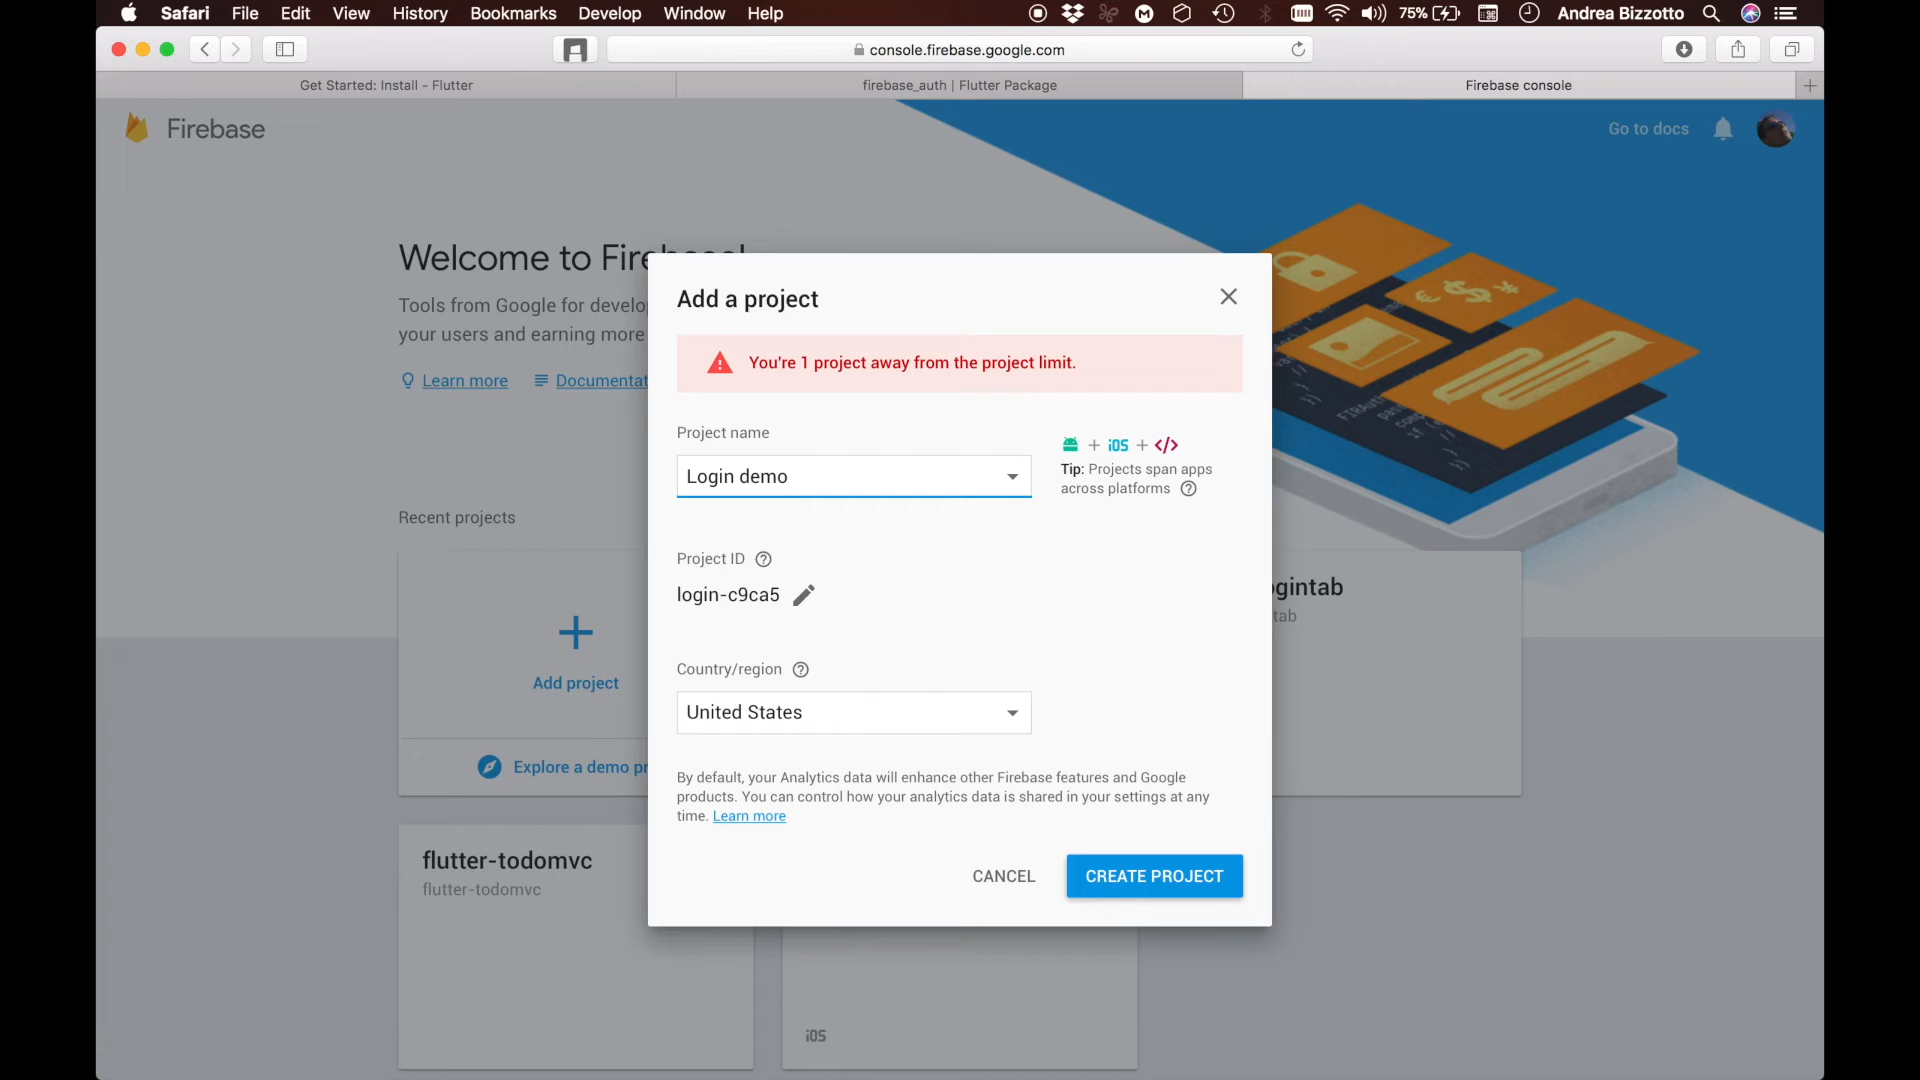 Safari File Edit View History Bookmarks Develop Window Help 75% Andrea Bizzotto
console.firebase.google.com
Get Started: Install - Flutter
firebase_auth | Flutter Package
Firebase console
Firebase
Go to docs
Welcome to Firebase!
Tools from Google for develo
your users and earning more
Learn more
Documentat
Recent projects
Add project
Explore a demo pr
ogintab
tab
flutter-todomvc
flutter-todomvc
iOS
Add a project
You're 1 project away from the project limit.
Project name
Login demo
+ iOS + </>
Tip: Projects span apps
across platforms
Project ID
login-c9ca5
Country/region
United States
By default, your Analytics data will enhance other Firebase features and Google
products. You can control how your analytics data is shared in your settings at any
time. Learn more
CANCEL
CREATE PROJECT